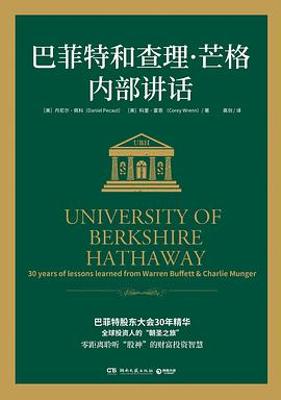 巴菲特和查理·芒格
内部讲话
[美] 丹尼尔·佩科 (Daniel Pecaut) [美] 科里·雷恩 (Corey Wrenn) / 著
UBH
UNIVERSITY OF
BERKSHIRE
HATHAWAY
30 years of lessons learned from Warren Buffett & Charlie Munger
巴菲特股东大会30年精华
全球投资人的“朝圣之旅”
零距离聆听“股神”的财富投资智慧
湖南文艺出版社